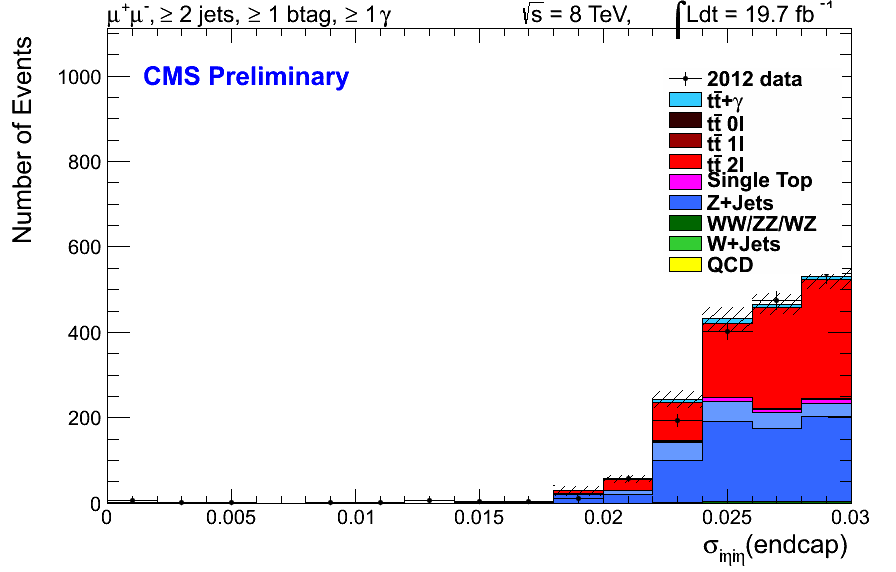 μ⁺μ⁻, ≥ 2 jets, ≥ 1 btag, ≥ 1 γ √s = 8 TeV, ∫Ldt = 19.7 fb⁻¹
Number of Events
CMS Preliminary
2012 data
tt̄+γ
tt̄ 0l
tt̄ 1l
tt̄ 2l
Single Top
Z+Jets
WW/ZZ/WZ
W+Jets
QCD
1000
800
600
400
200
0
0 0.005 0.01 0.015 0.02 0.025 0.03
σiηiη(endcap)